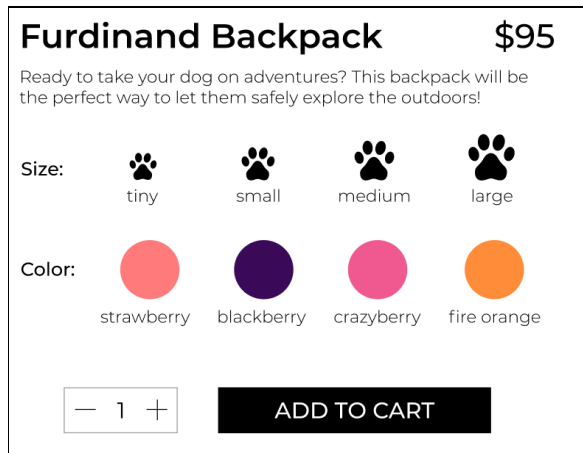 Furdinand Backpack $95
Ready to take your dog on adventures? This backpack will be
the perfect way to let them safely explore the outdoors!
Size:
tiny small medium large
Color:
strawberry blackberry crazyberry fire orange
— 1 + ADD TO CART